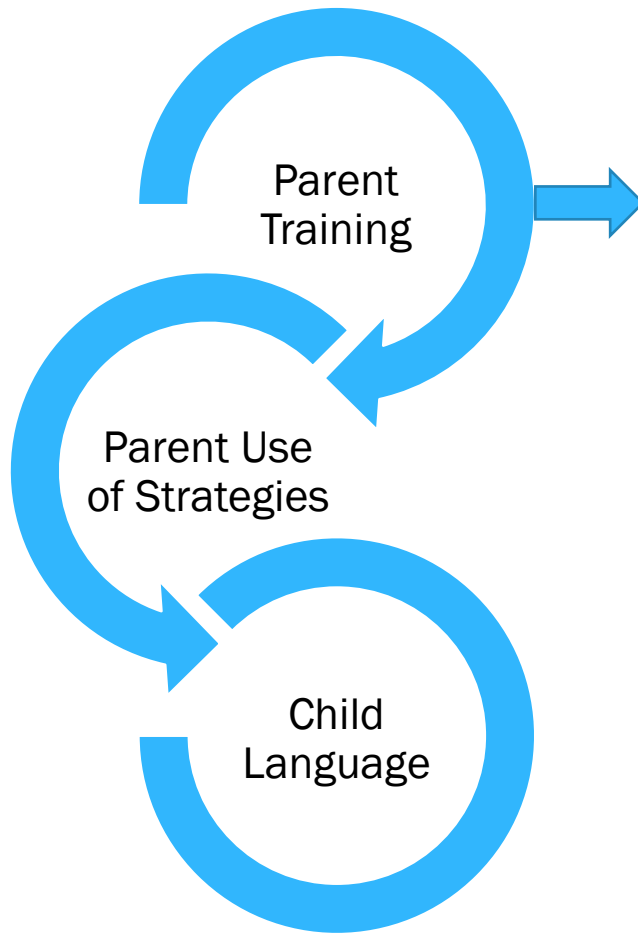 Parent
Training
Parent Use
of Strategies
Child
Language